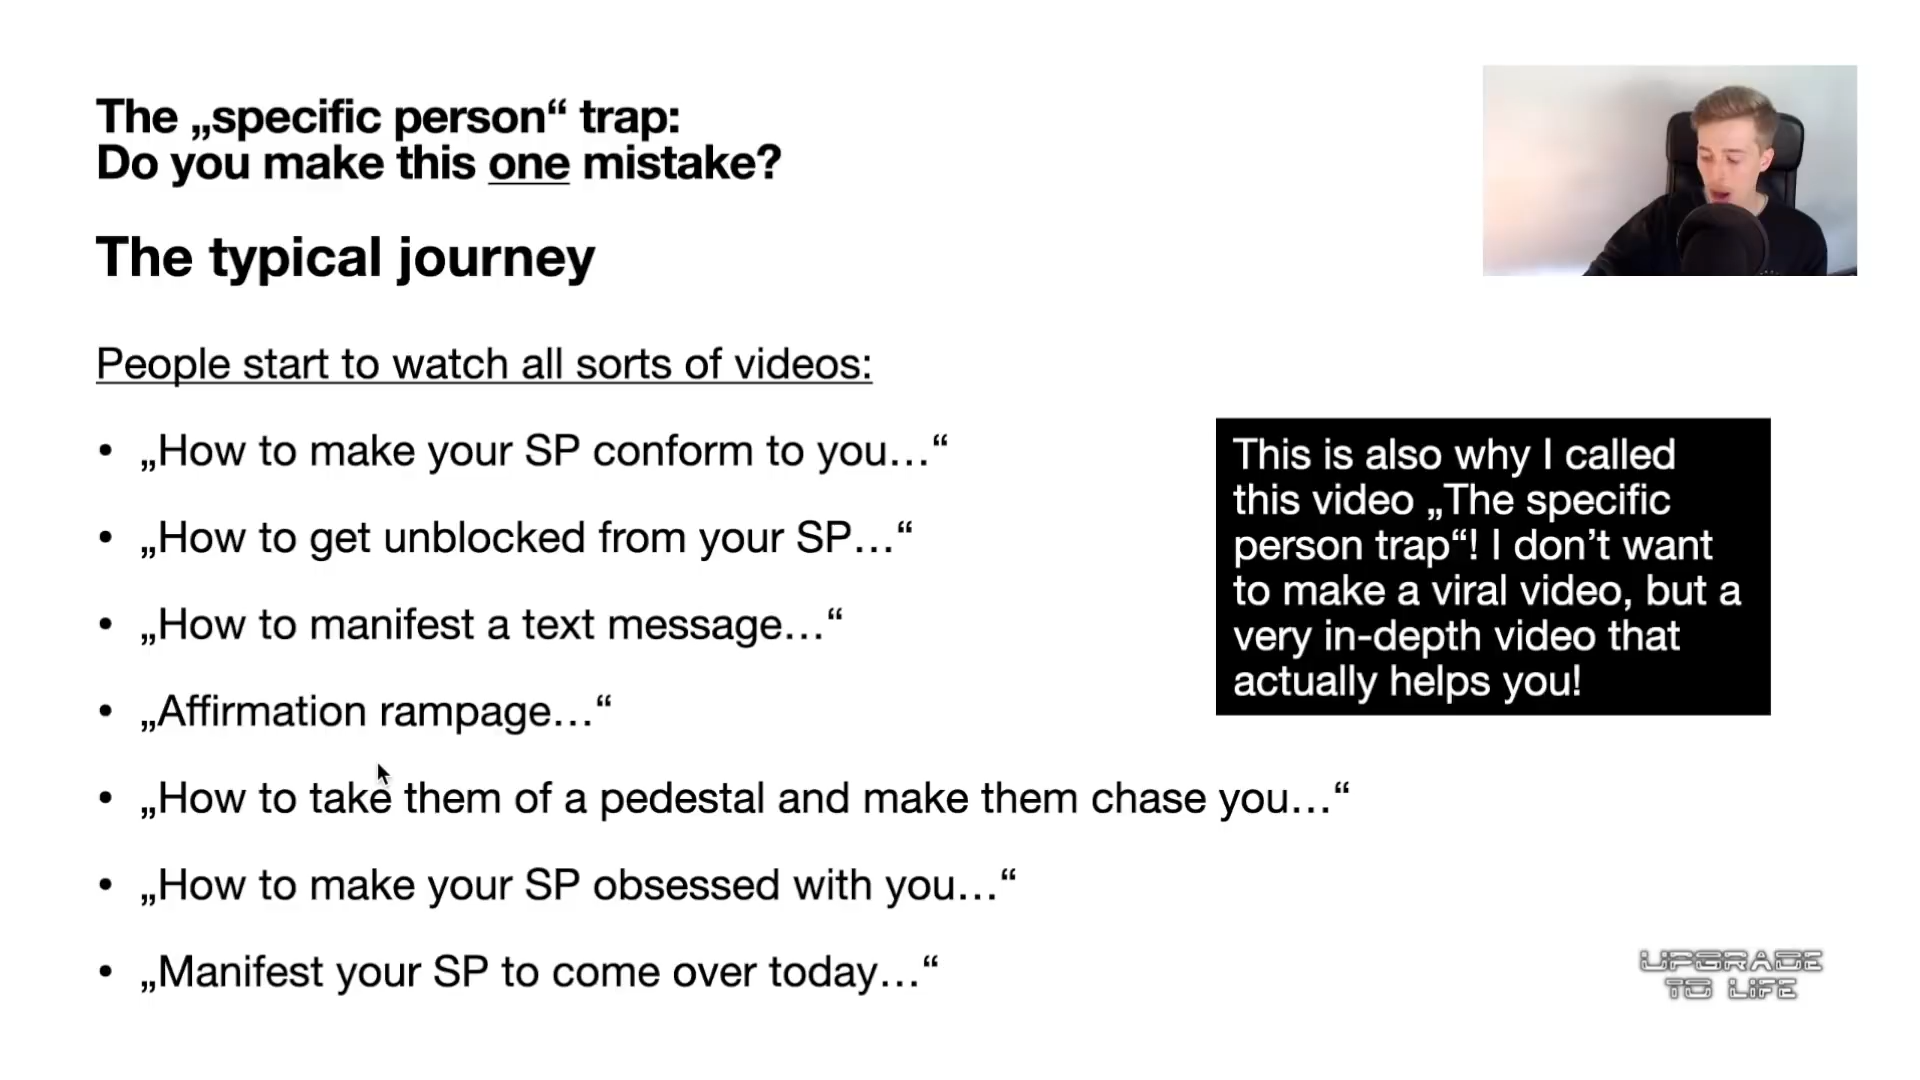 The „specific person“ trap:
Do you make this one mistake?
The typical journey
People start to watch all sorts of videos:
• „How to make your SP conform to you…“
• „How to get unblocked from your SP…“
• „How to manifest a text message…“
• „Affirmation rampage…“
• „How to take them of a pedestal and make them chase you…“
• „How to make your SP obsessed with you…“
• „Manifest your SP to come over today…“
This is also why I called
this video „The specific
person trap“! I don’t want
to make a viral video, but a
very in-depth video that
actually helps you!
UPGRADE
TO LIFE